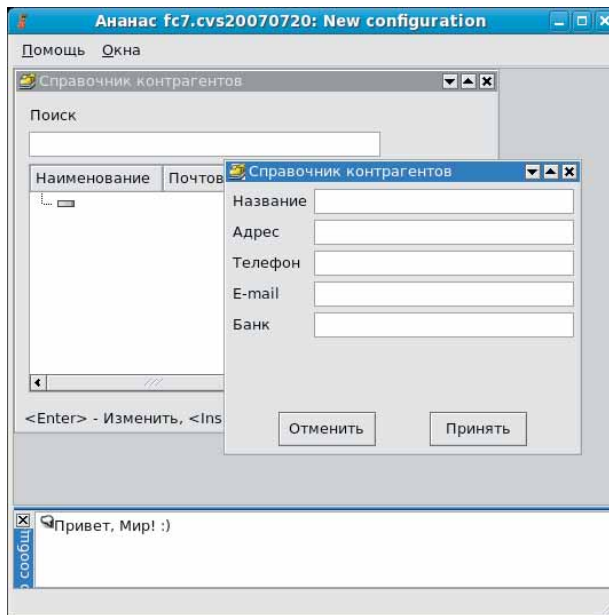 Ананас fc7.cvs20070720: New configuration
Помощь Окна
Справочник контрагентов
Поиск
Наименование Почтов
<Enter> - Изменить, <Ins
Справочник контрагентов
Название
Адрес
Телефон
E-mail
Банк
Отменить Принять
Привет, Мир! :)
сообщ